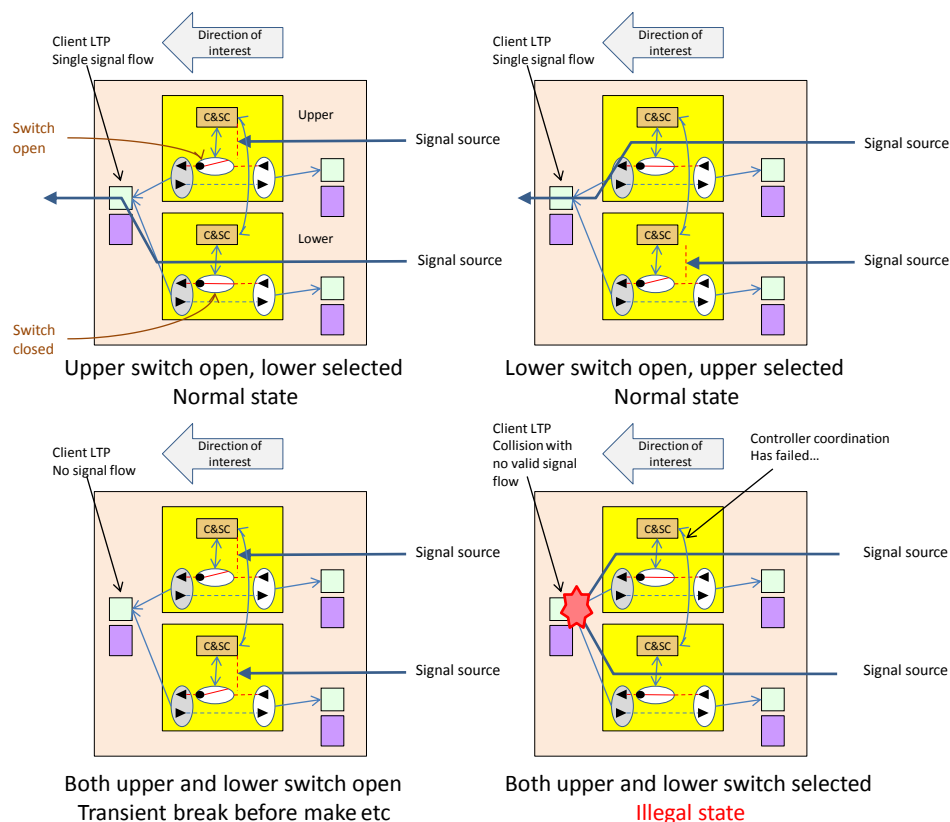 Direction of
interest
Client LTP
Single signal flow
C&SC
Upper
Switch
open
Signal source
C&SC
Lower
Signal source
Switch
closed
Upper switch open, lower selected
Normal state
Direction of
interest
Client LTP
Single signal flow
C&SC
Signal source
C&SC
Signal source
Lower switch open, upper selected
Normal state
Direction of
interest
Client LTP
No signal flow
C&SC
Signal source
C&SC
Signal source
Both upper and lower switch open
Transient break before make etc
Client LTP
Collision with
no valid signal
flow
Direction of
interest
Controller coordination
Has failed…
C&SC
Signal source
C&SC
Signal source
Both upper and lower switch selected
Illegal state